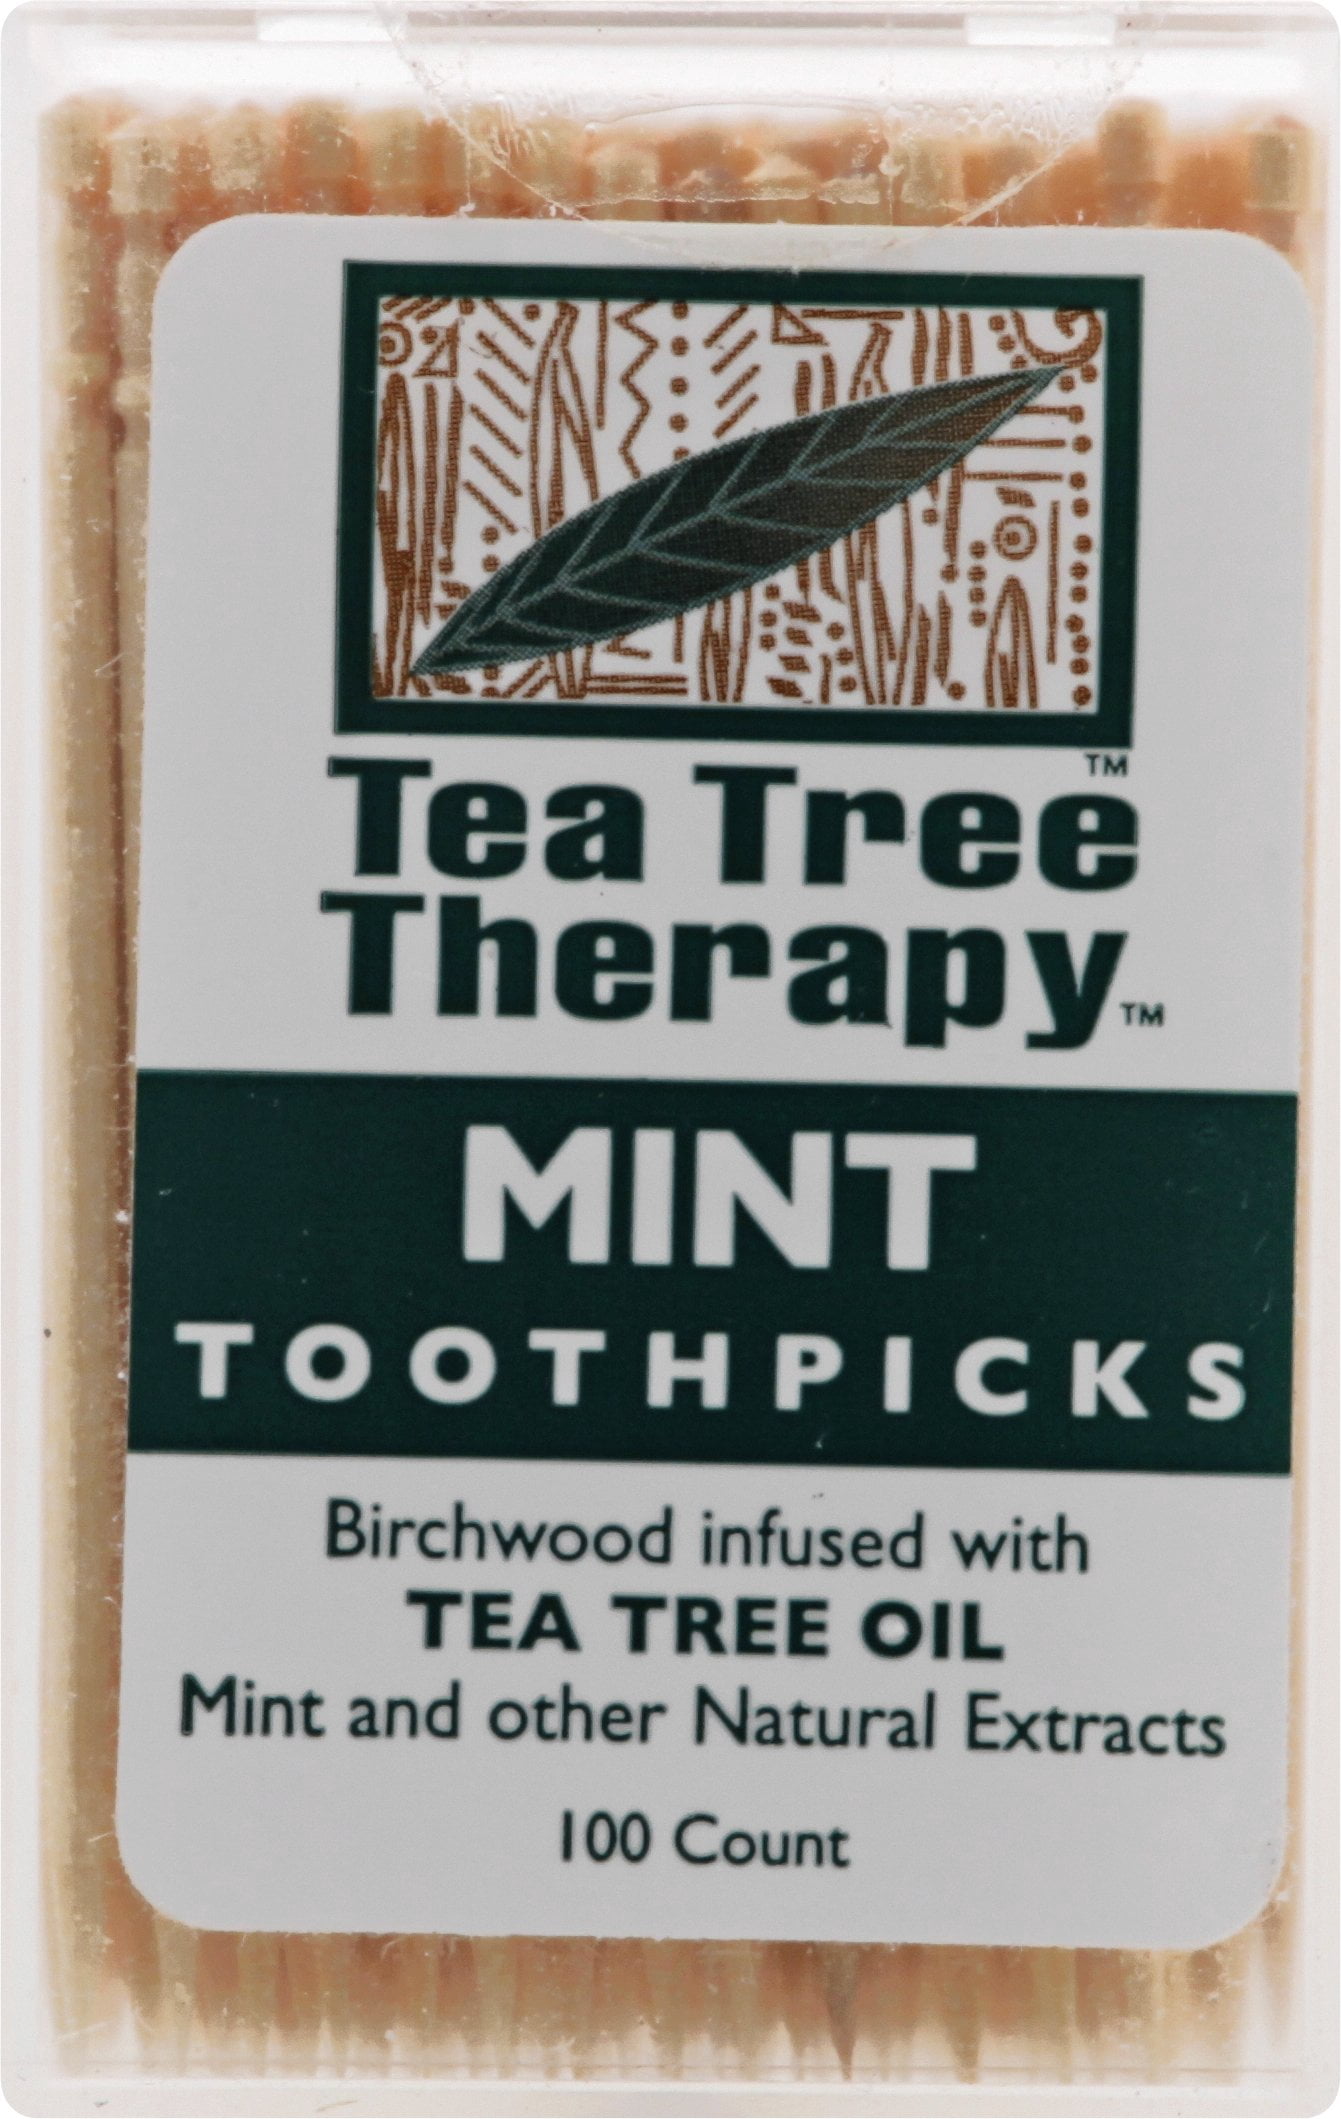 Tea Tree™
Therapy™
MINT
TOOTHPICKS
Birchwood infused with
TEA TREE OIL
Mint and other Natural Extracts
100 Count